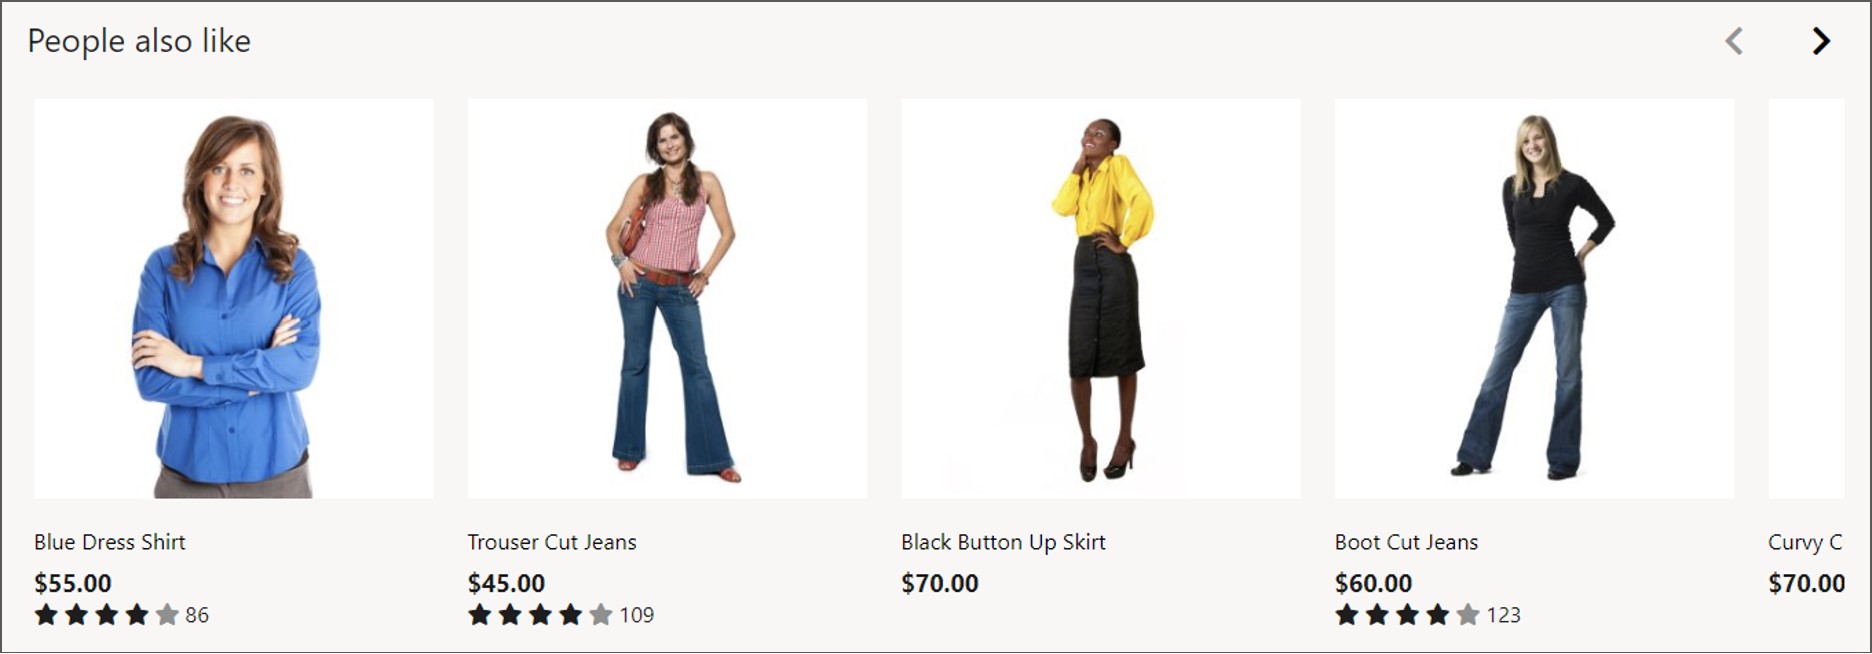 People also like
Blue Dress Shirt
$55.00
86
Trouser Cut Jeans
$45.00
109
Black Button Up Skirt
$70.00
Boot Cut Jeans
$60.00
123
Curvy C
$70.00